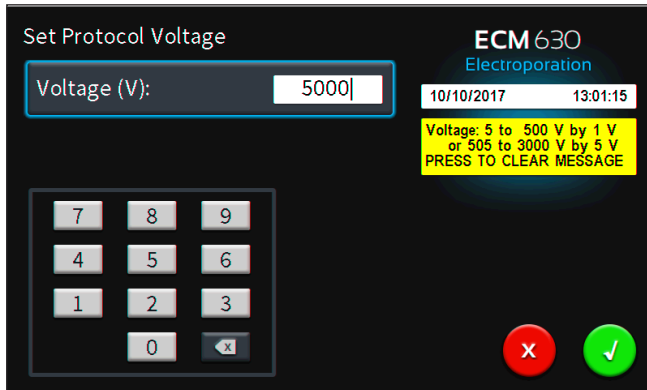 Set Protocol Voltage
Voltage (V): 5000
ECM 630
Electroporation
10/10/2017 13:01:15
Voltage: 5 to 500 V by 1 V
or 505 to 3000 V by 5 V
PRESS TO CLEAR MESSAGE
7 8 9
4 5 6
1 2 3
0 x
x